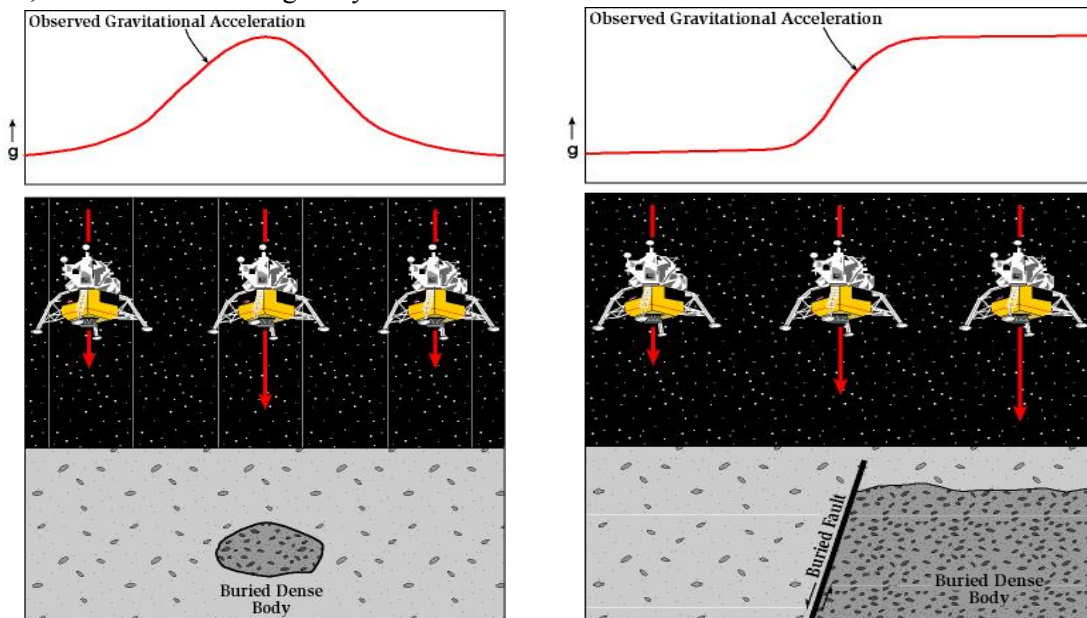 Observed Gravitational Acceleration
g
Buried Dense
Body
Observed Gravitational Acceleration
g
Buried Fault
Buried Dense
Body